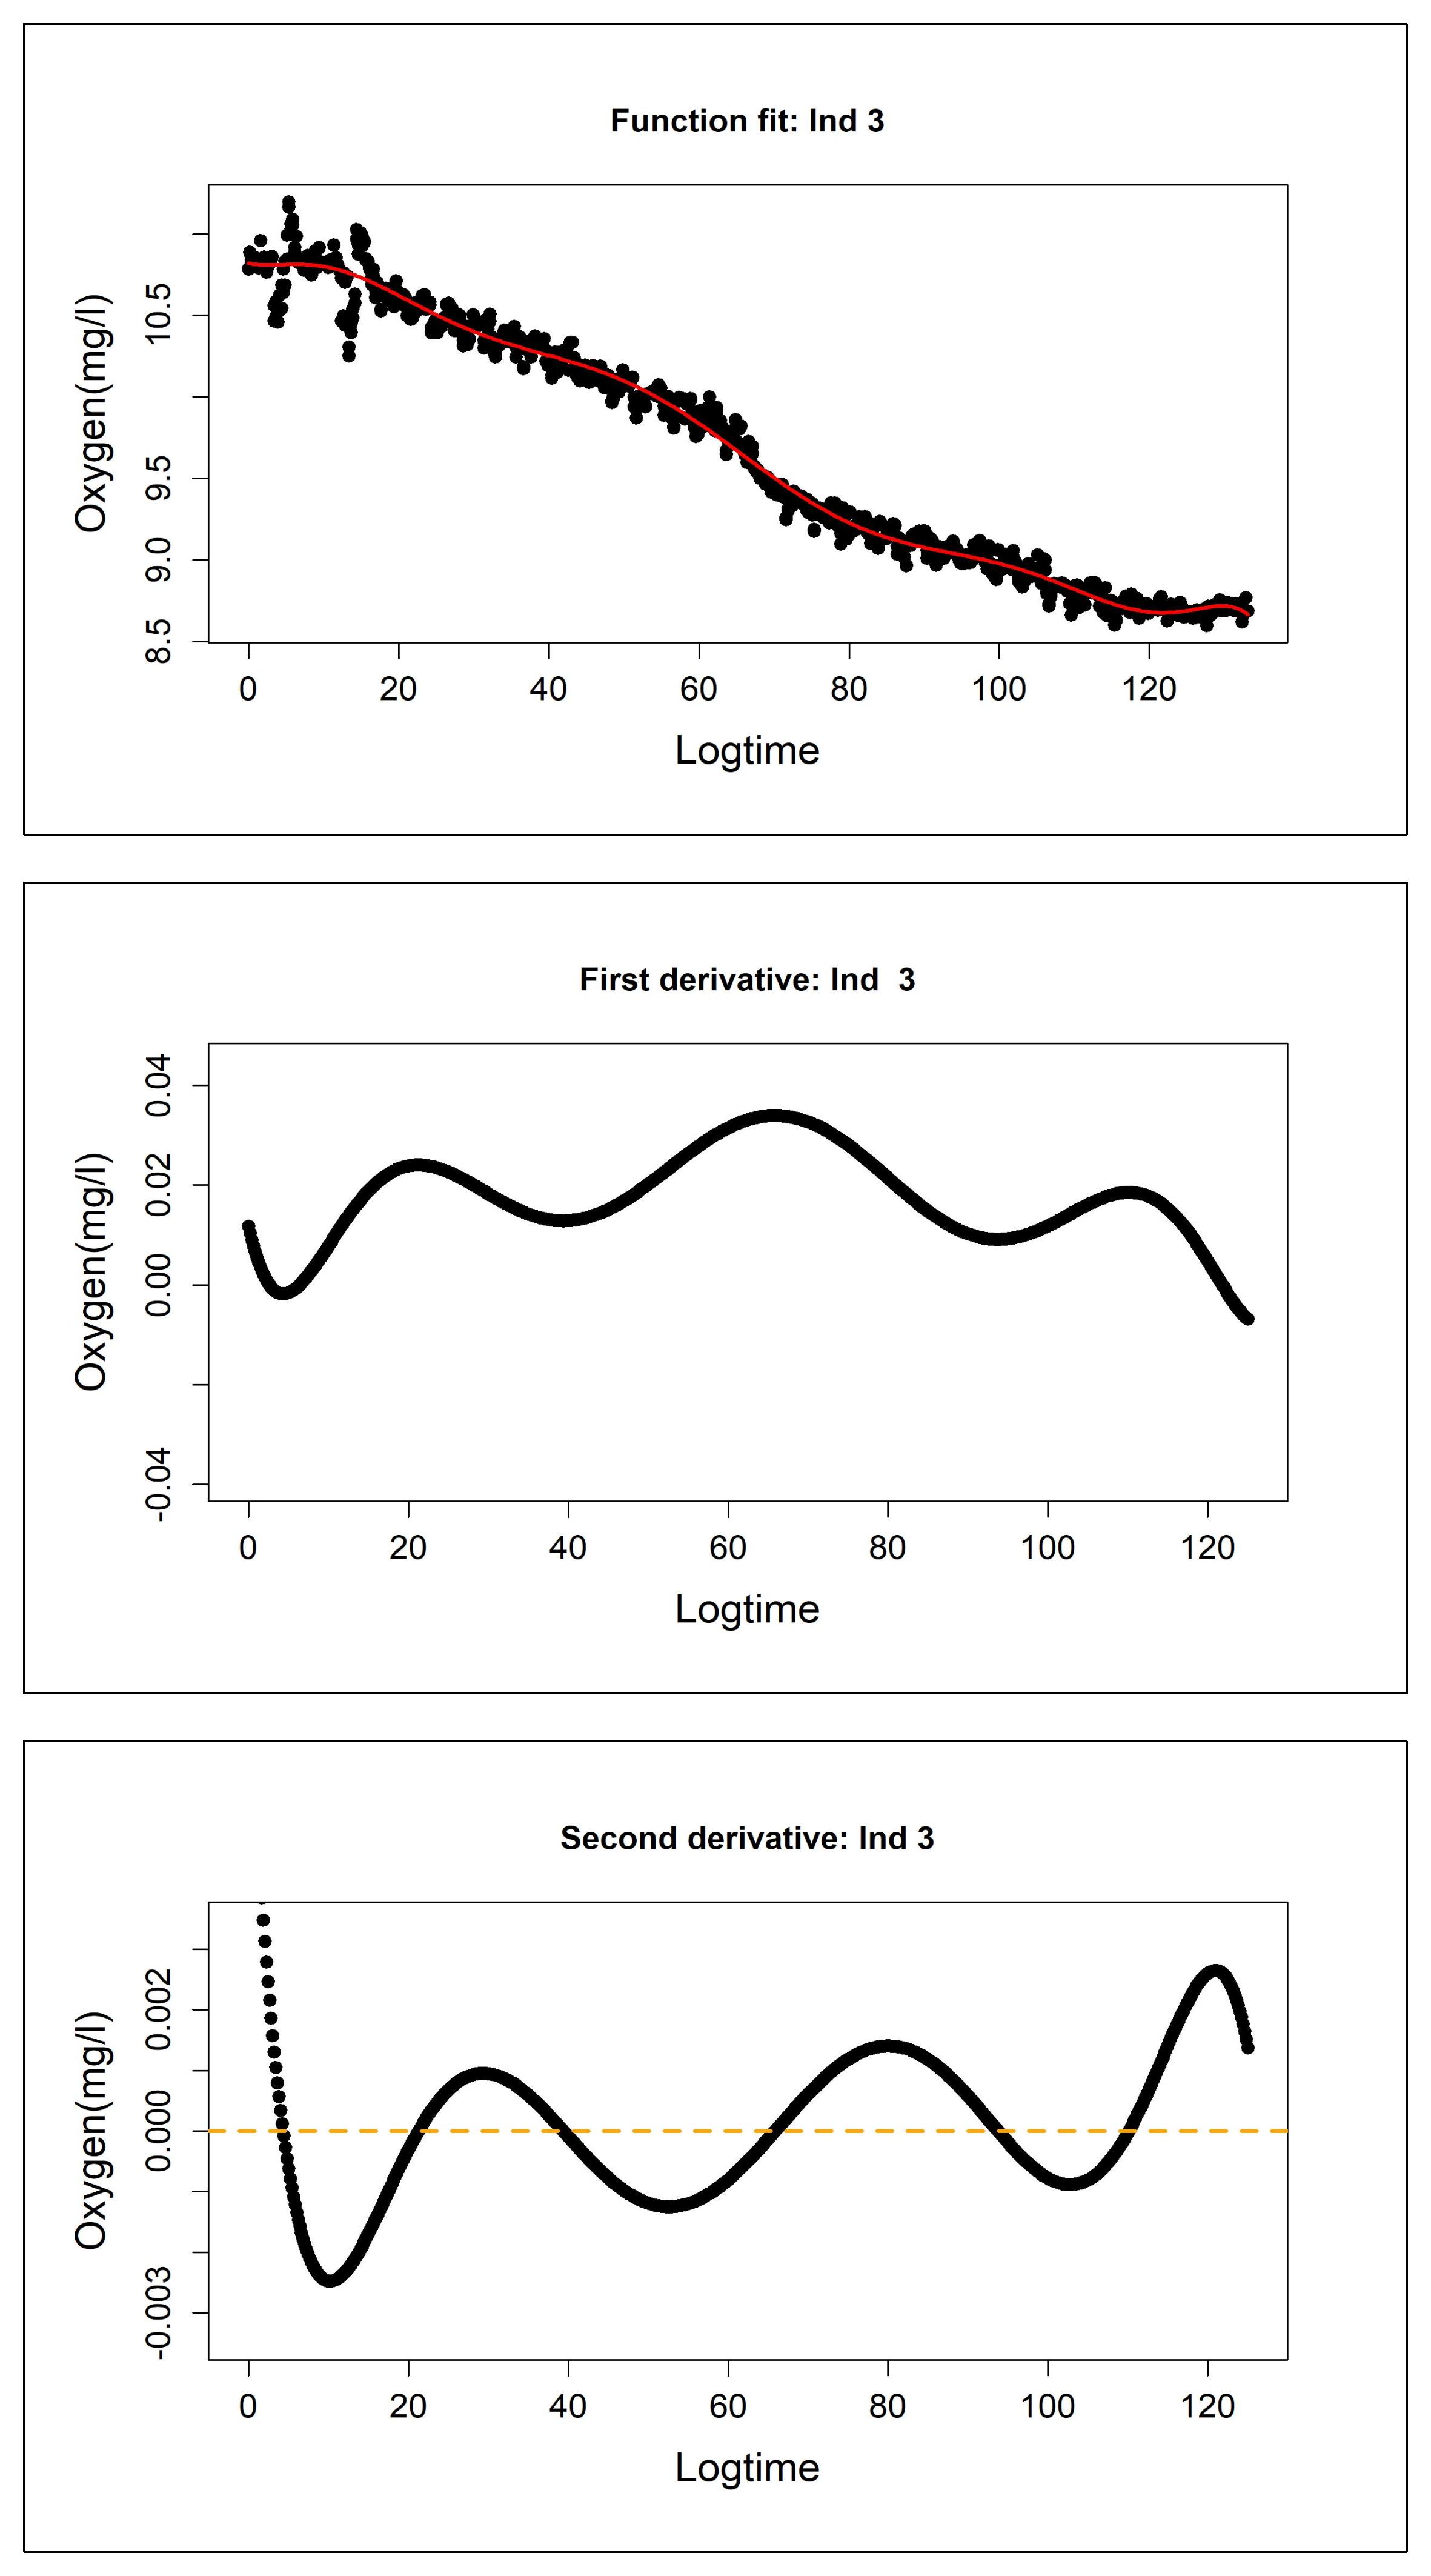 Function fit: Ind 3
Oxygen(mg/l)
10.5
9.5
9.0
8.5
0 20 40 60 80 100 120
Logtime
First derivative: Ind  3
Oxygen(mg/l)
0.04
0.02
0.00
-0.04
0 20 40 60 80 100 120
Logtime
Second derivative: Ind 3
Oxygen(mg/l)
0.002
0.000
-0.003
0 20 40 60 80 100 120
Logtime